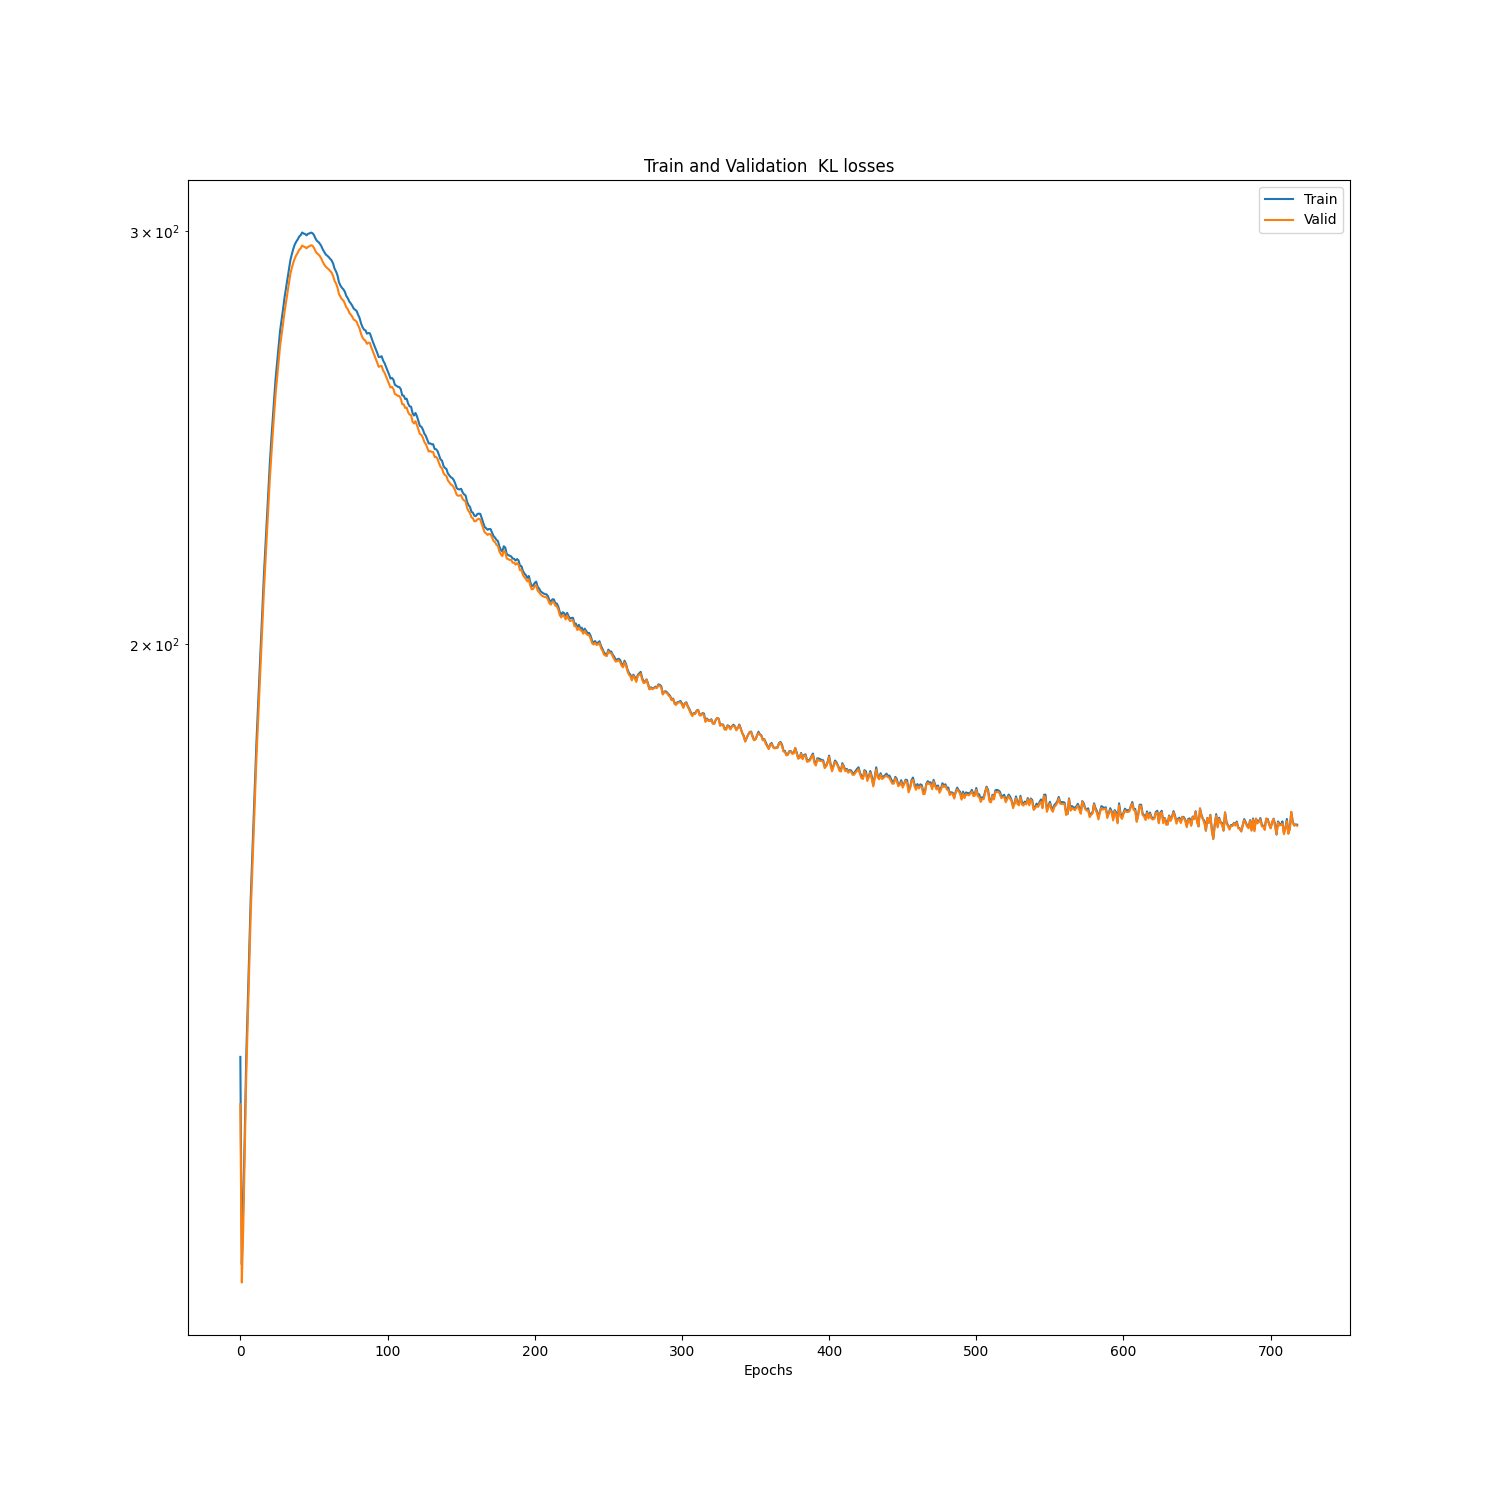 Train and Validation  KL losses
Train
Valid
3 × 10²
2 × 10²
0 100 200 300 400 500 600 700
Epochs